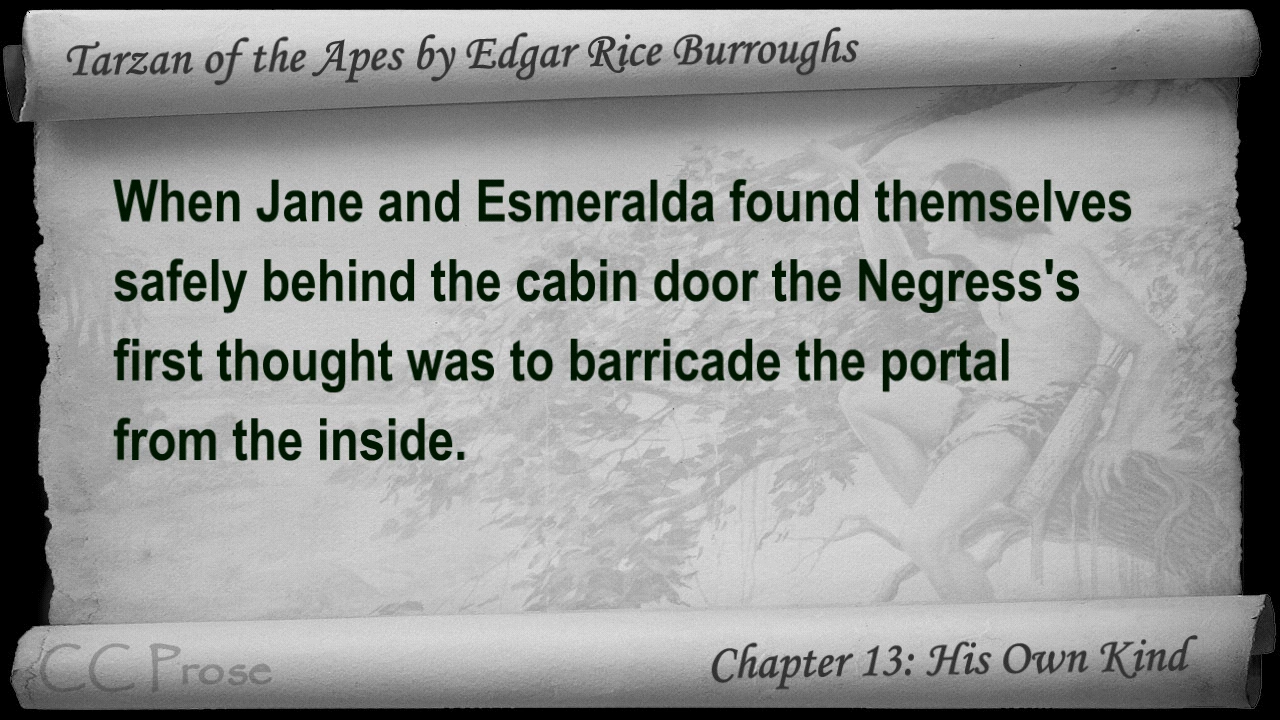 Tarzan of the Apes by Edgar Rice Burroughs
When Jane and Esmeralda found themselves
safely behind the cabin door the Negress's
first thought was to barricade the portal
from the inside.
CC Prose
Chapter 13: His Own Kind